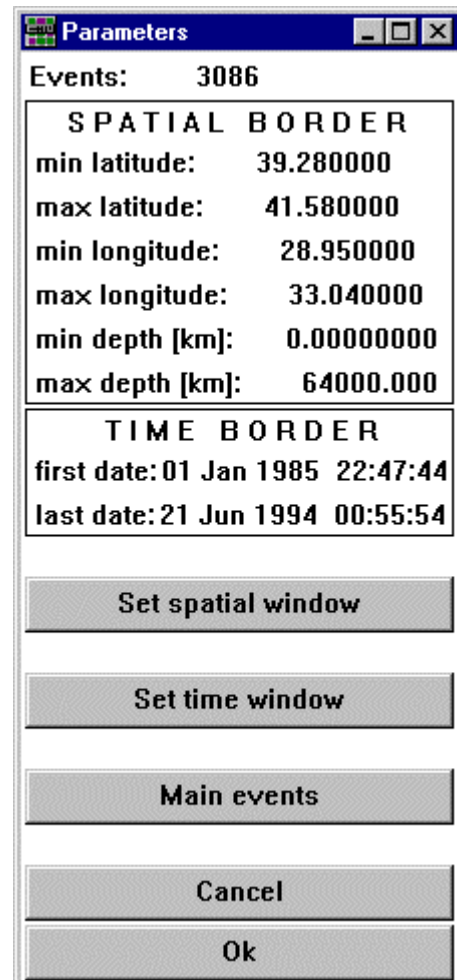 Parameters
Events: 3086
SPATIAL BORDER
min latitude: 39.280000
max latitude: 41.580000
min longitude: 28.950000
max longitude: 33.040000
min depth [km]: 0.00000000
max depth [km]: 64000.000
TIME BORDER
first date: 01 Jan 1985 22:47:44
last date: 21 Jun 1994 00:55:54
Set spatial window
Set time window
Main events
Cancel
Ok